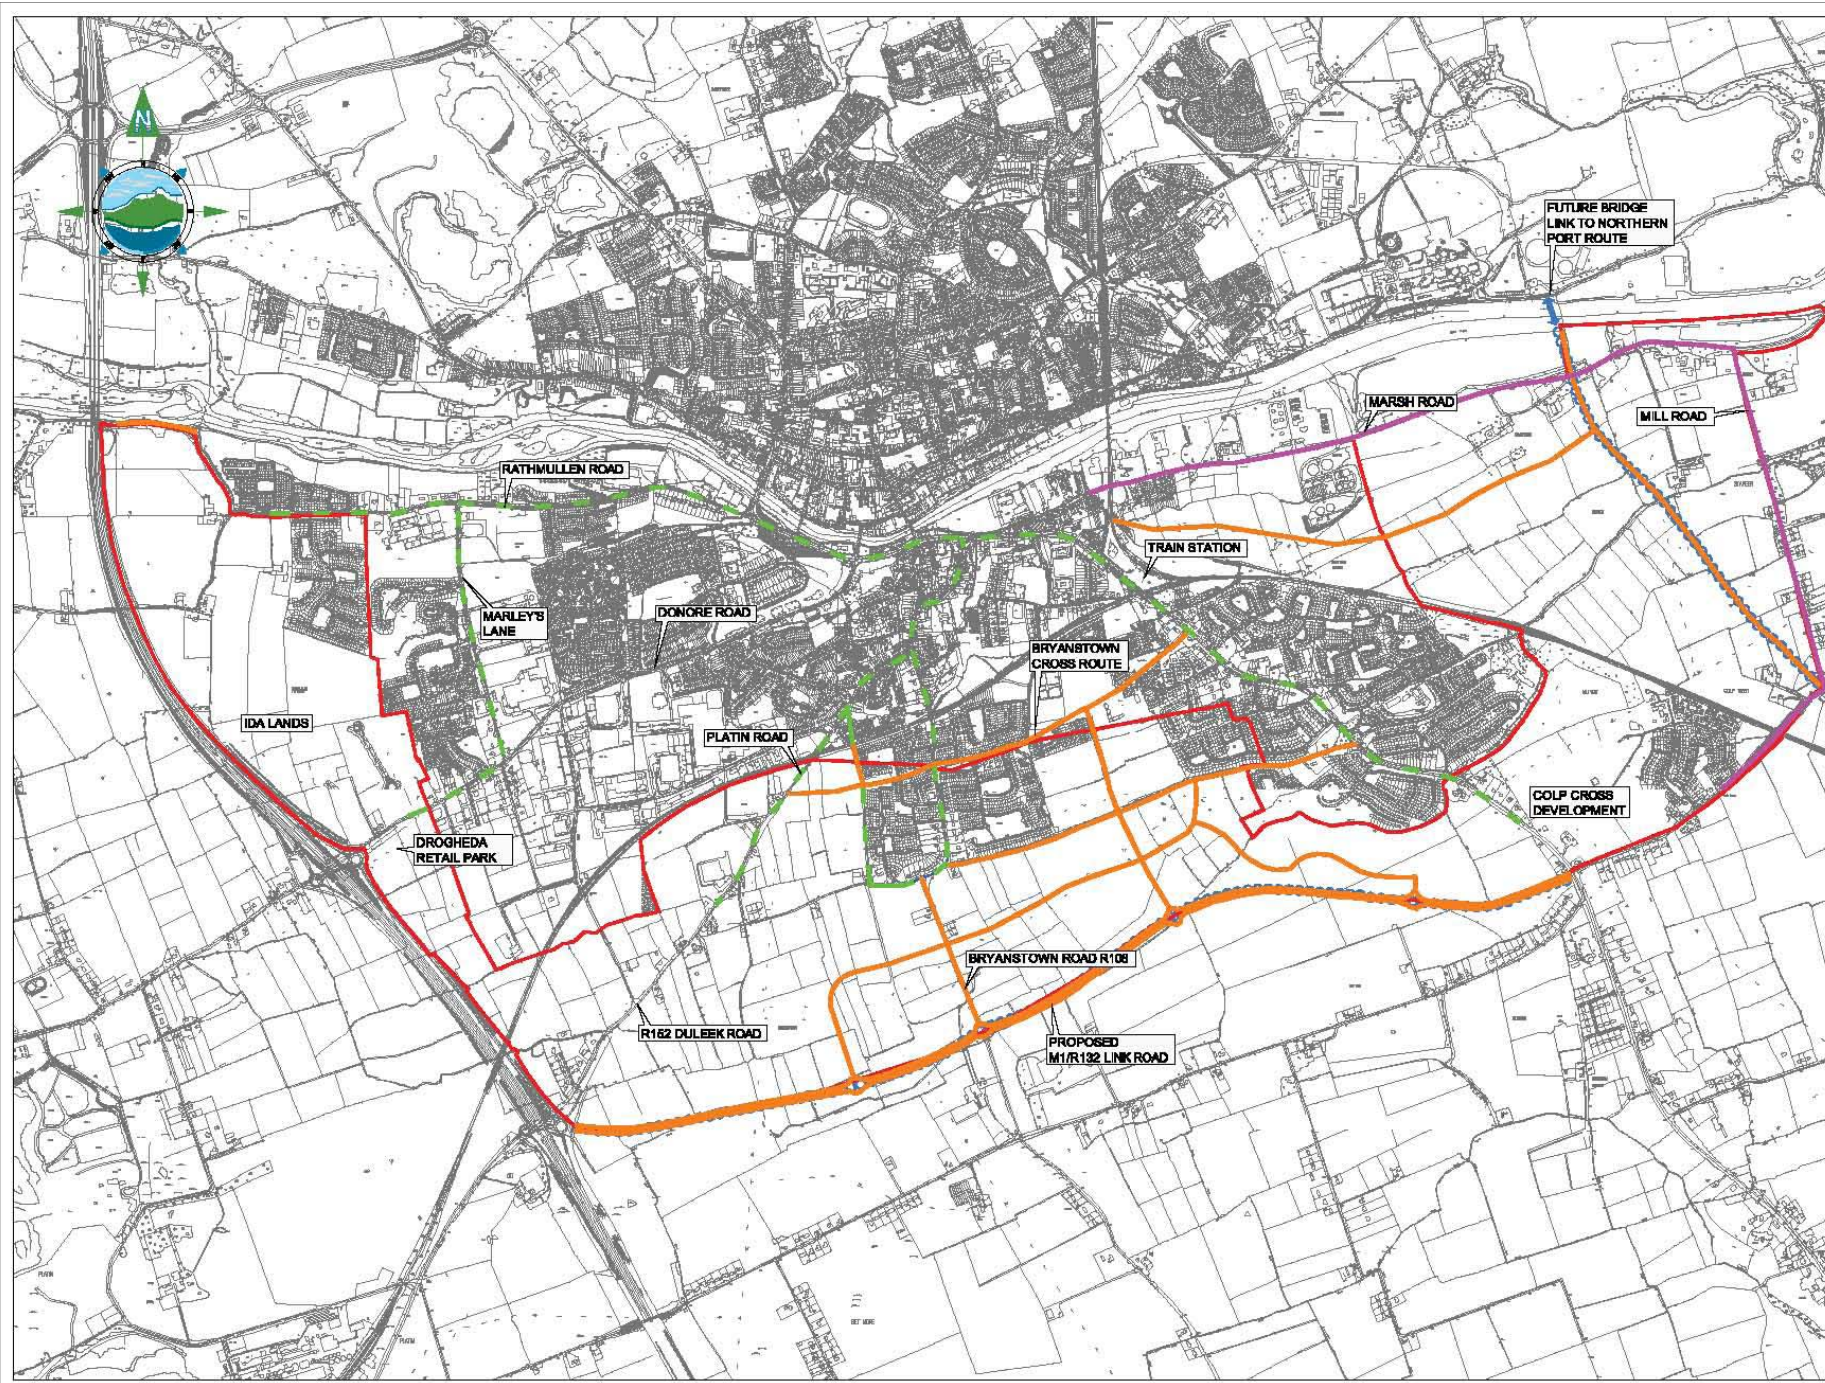 N
FUTURE BRIDGE
LINK TO NORTHERN
PORT ROUTE
MARSH ROAD
MILL ROAD
RATHMULLEN ROAD
TRAIN STATION
MARLEY'S
LANE
DONORE ROAD
BRYANSTOWN
CROSS ROUTE
IDA LANDS
PLATIN ROAD
COLP CROSS
DEVELOPMENT
DROGHEDA
RETAIL PARK
BRYANSTOWN ROAD R108
R152 DULEEK ROAD
PROPOSED
M1/R132 LINK ROAD
PLATIN
PLATIN